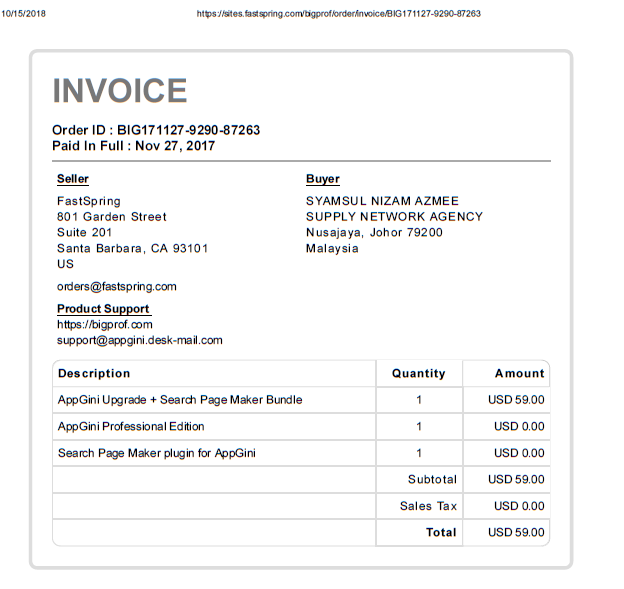 10/15/2018 https://sites.fastspring.com/bigprof/order/invoice/BIG171127-9290-87263
INVOICE
Order ID : BIG171127-9290-87263
Paid In Full : Nov 27, 2017
Seller
FastSpring
801 Garden Street
Suite 201
Santa Barbara, CA 93101
US
orders@fastspring.com
Product Support
https://bigprof.com
support@appgini.desk-mail.com
Buyer
SYAMSUL NIZAM AZMEE
SUPPLY NETWORK AGENCY
Nusajaya, Johor 79200
Malaysia
Description Quantity Amount
AppGini Upgrade + Search Page Maker Bundle 1 USD 59.00
AppGini Professional Edition 1 USD 0.00
Search Page Maker plugin for AppGini 1 USD 0.00
Subtotal USD 59.00
Sales Tax USD 0.00
Total USD 59.00